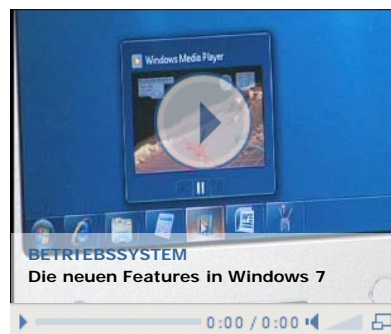 Windows Media Player
BETRIEBSSYSTEM
Die neuen Features in Windows 7
0:00 / 0:00